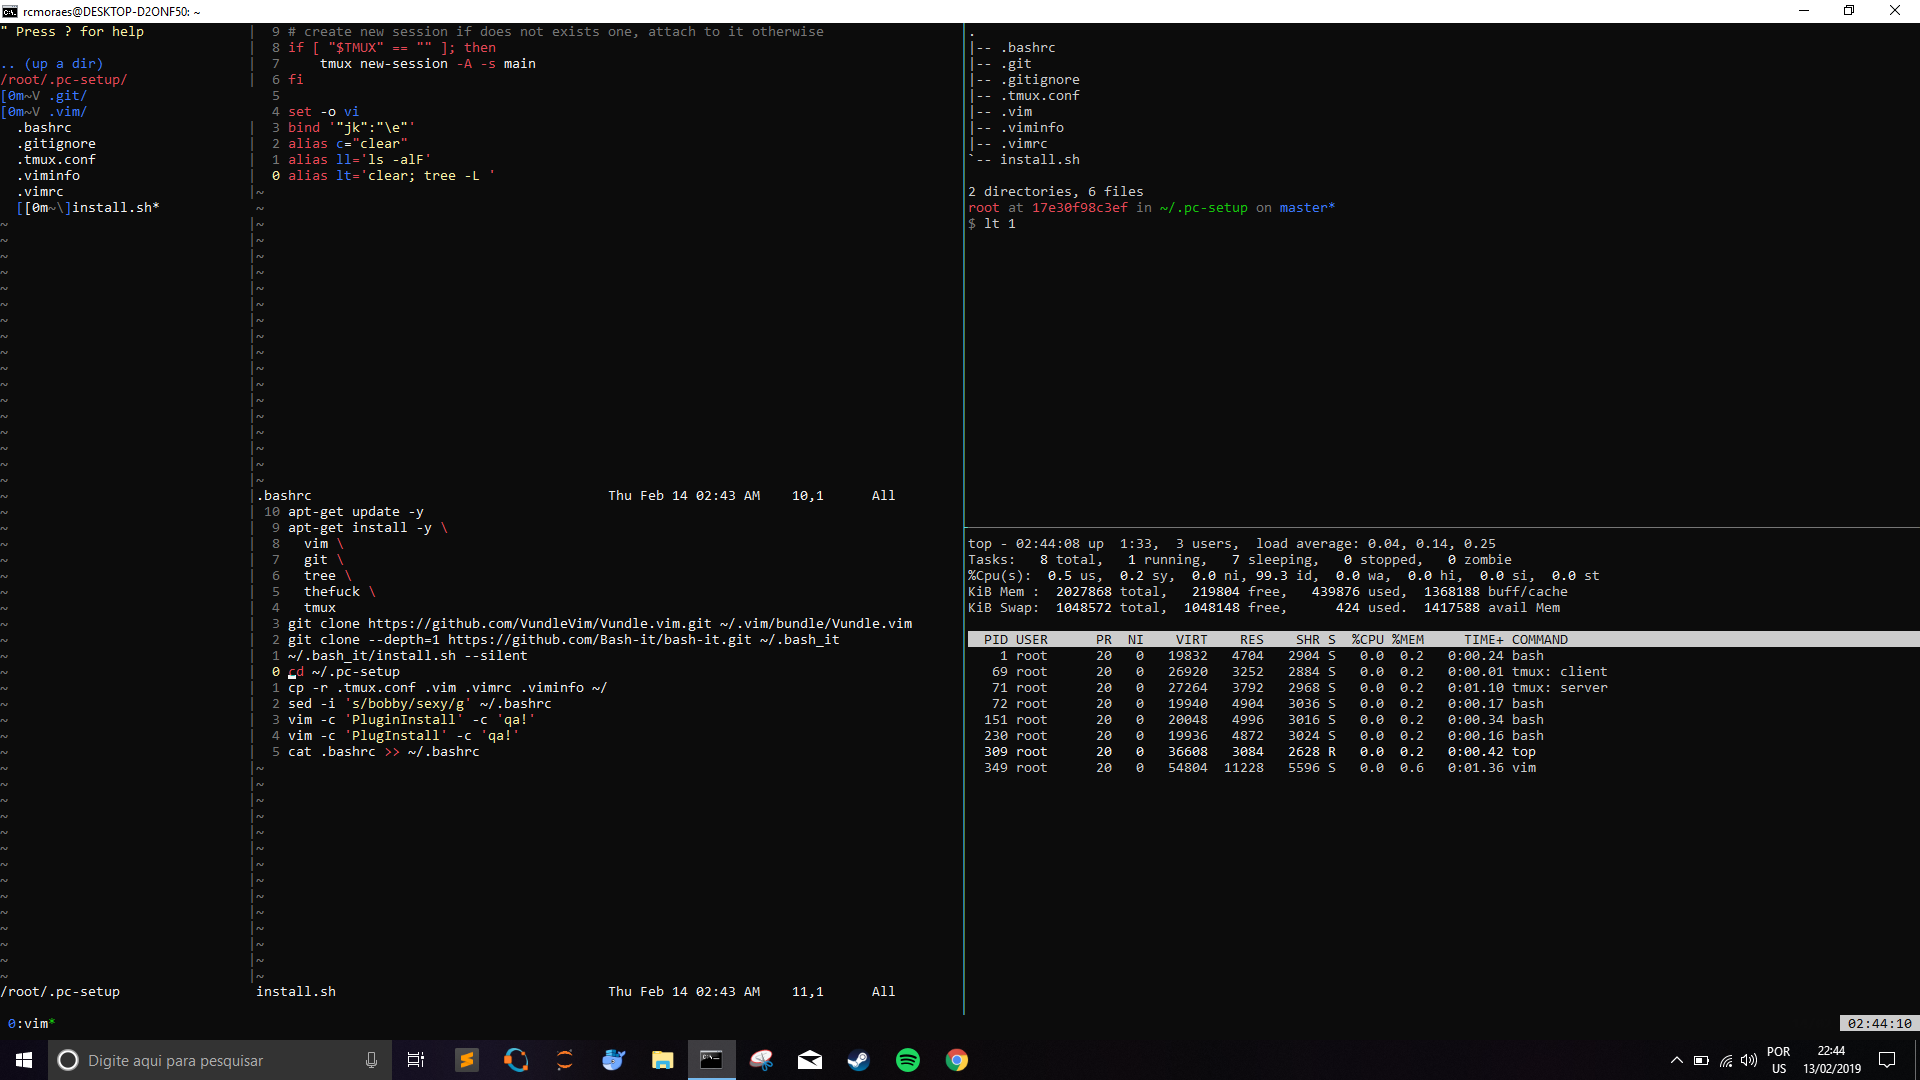 rcmoraes@DESKTOP-D2ONF50: ~
" Press ? for help
.. (up a dir)
/root/.pc-setup/
[0m~V .git/
[0m~V .vim/
.bashrc
.gitignore
.tmux.conf
.viminfo
.vimrc
[[0m~\]install.sh*
/root/.pc-setup
9 # create new session if does not exists one, attach to it otherwise
8 if [ "$TMUX" == "" ]; then
7     tmux new-session -A -s main
6 fi
5
4 set -o vi
3 bind '"jk":"\e"'
2 alias c="clear"
1 alias ll='ls -alF'
0 alias lt='clear; tree -L '
.bashrc Thu Feb 14 02:43 AM 10,1 All
10 apt-get update -y
9 apt-get install -y \
8   vim \
7   git \
6   tree \
5   thefuck \
4   tmux
3 git clone https://github.com/VundleVim/Vundle.vim.git ~/.vim/bundle/Vundle.vim
2 git clone --depth=1 https://github.com/Bash-it/bash-it.git ~/.bash_it
1 ~/.bash_it/install.sh --silent
0 cd ~/.pc-setup
1 cp -r .tmux.conf .vim .vimrc .viminfo ~/
2 sed -i 's/bobby/sexy/g' ~/.bashrc
3 vim -c 'PluginInstall' -c 'qa!'
4 vim -c 'PlugInstall' -c 'qa!'
5 cat .bashrc >> ~/.bashrc
install.sh Thu Feb 14 02:43 AM 11,1 All
.
|-- .bashrc
|-- .git
|-- .gitignore
|-- .tmux.conf
|-- .vim
|-- .viminfo
|-- .vimrc
`-- install.sh
2 directories, 6 files
root at 17e30f98c3ef in ~/.pc-setup on master*
$ lt 1
top - 02:44:08 up  1:33,  3 users,  load average: 0.04, 0.14, 0.25
Tasks:   8 total,   1 running,   7 sleeping,   0 stopped,   0 zombie
%Cpu(s):  0.5 us,  0.2 sy,  0.0 ni, 99.3 id,  0.0 wa,  0.0 hi,  0.0 si,  0.0 st
KiB Mem :  2027868 total,   219804 free,   439876 used,  1368188 buff/cache
KiB Swap:  1048572 total,  1048148 free,      424 used.  1417588 avail Mem
PID USER      PR  NI    VIRT    RES    SHR S  %CPU %MEM     TIME+ COMMAND
1 root      20   0   19832   4704   2904 S   0.0  0.2   0:00.24 bash
69 root      20   0   26920   3252   2884 S   0.0  0.2   0:00.01 tmux: client
71 root      20   0   27264   3792   2968 S   0.0  0.2   0:01.10 tmux: server
72 root      20   0   19940   4904   3036 S   0.0  0.2   0:00.17 bash
151 root      20   0   20048   4996   3016 S   0.0  0.2   0:00.34 bash
230 root      20   0   19936   4872   3024 S   0.0  0.2   0:00.16 bash
309 root      20   0   36608   3084   2628 R   0.0  0.2   0:00.42 top
349 root      20   0   54804  11228   5596 S   0.0  0.6   0:01.36 vim
0:vim*
02:44:10
Digite aqui para pesquisar
POR
US
22:44
13/02/2019